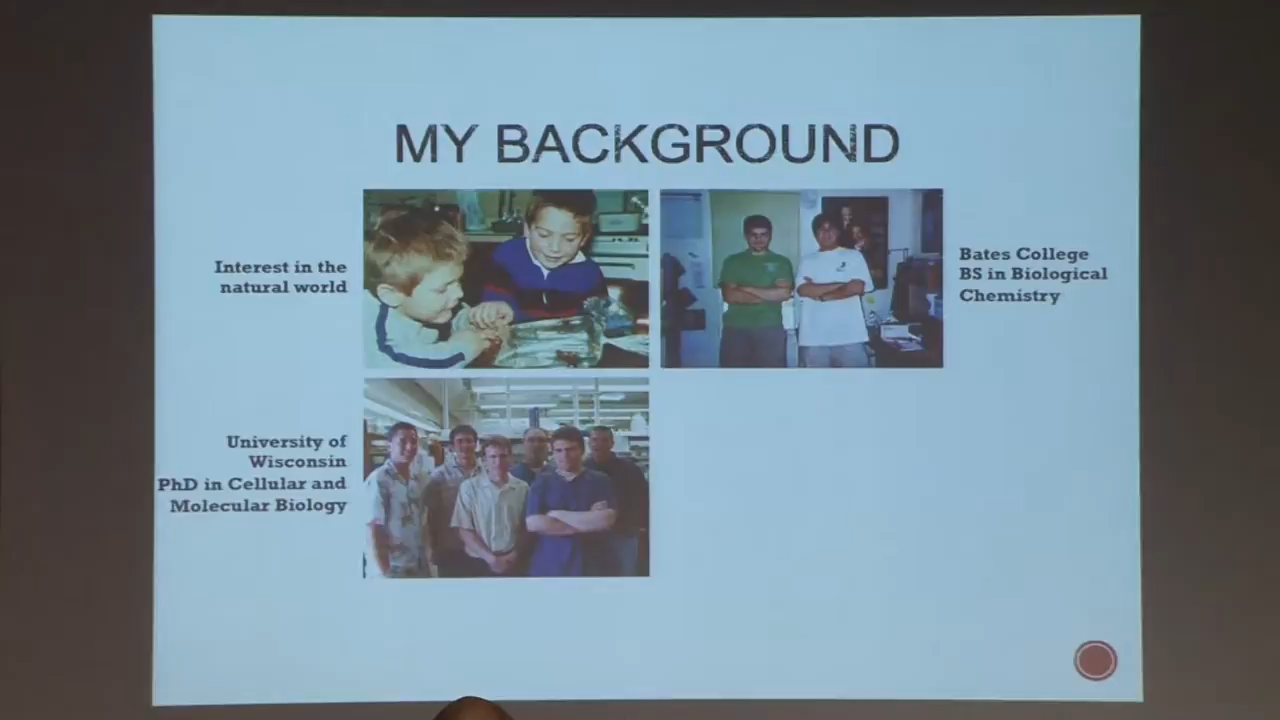 MY BACKGROUND
Interest in the
natural world
Bates College
BS in Biological
Chemistry
University of
Wisconsin
PhD in Cellular and
Molecular Biology